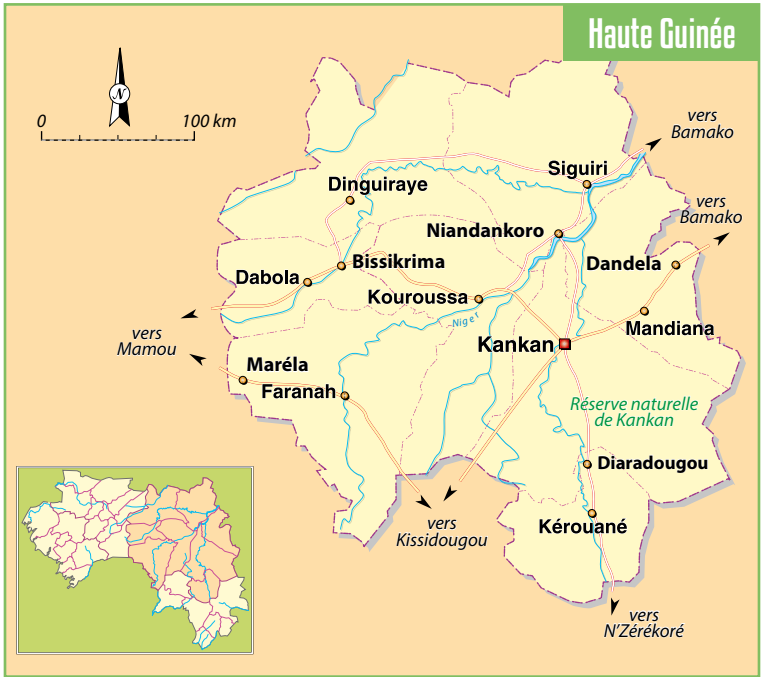 Haute Guinée
N
0
100 km
vers
Bamako
Siguiri
Dinguiraye
vers
Bamako
Niandankoro
Dandela
Bissikrima
Dabola
Kouroussa
Niger
Mandiana
vers
Mamou
Kankan
Maréla
Faranah
Réserve naturelle
de Kankan
Diaradougou
Kérouané
vers
Kissidougou
vers
N'Zérékoré